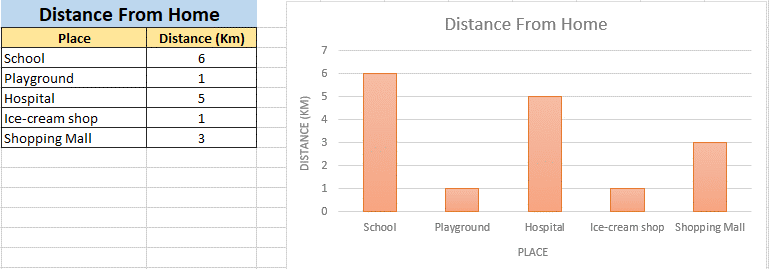 Distance From Home
Place Distance (Km)
School 6
Playground 1
Hospital 5
Ice-cream shop 1
Shopping Mall 3
Distance From Home
DISTANCE (KM)
7
6
5
4
3
2
1
0
School Playground Hospital Ice-cream shop Shopping Mall
PLACE